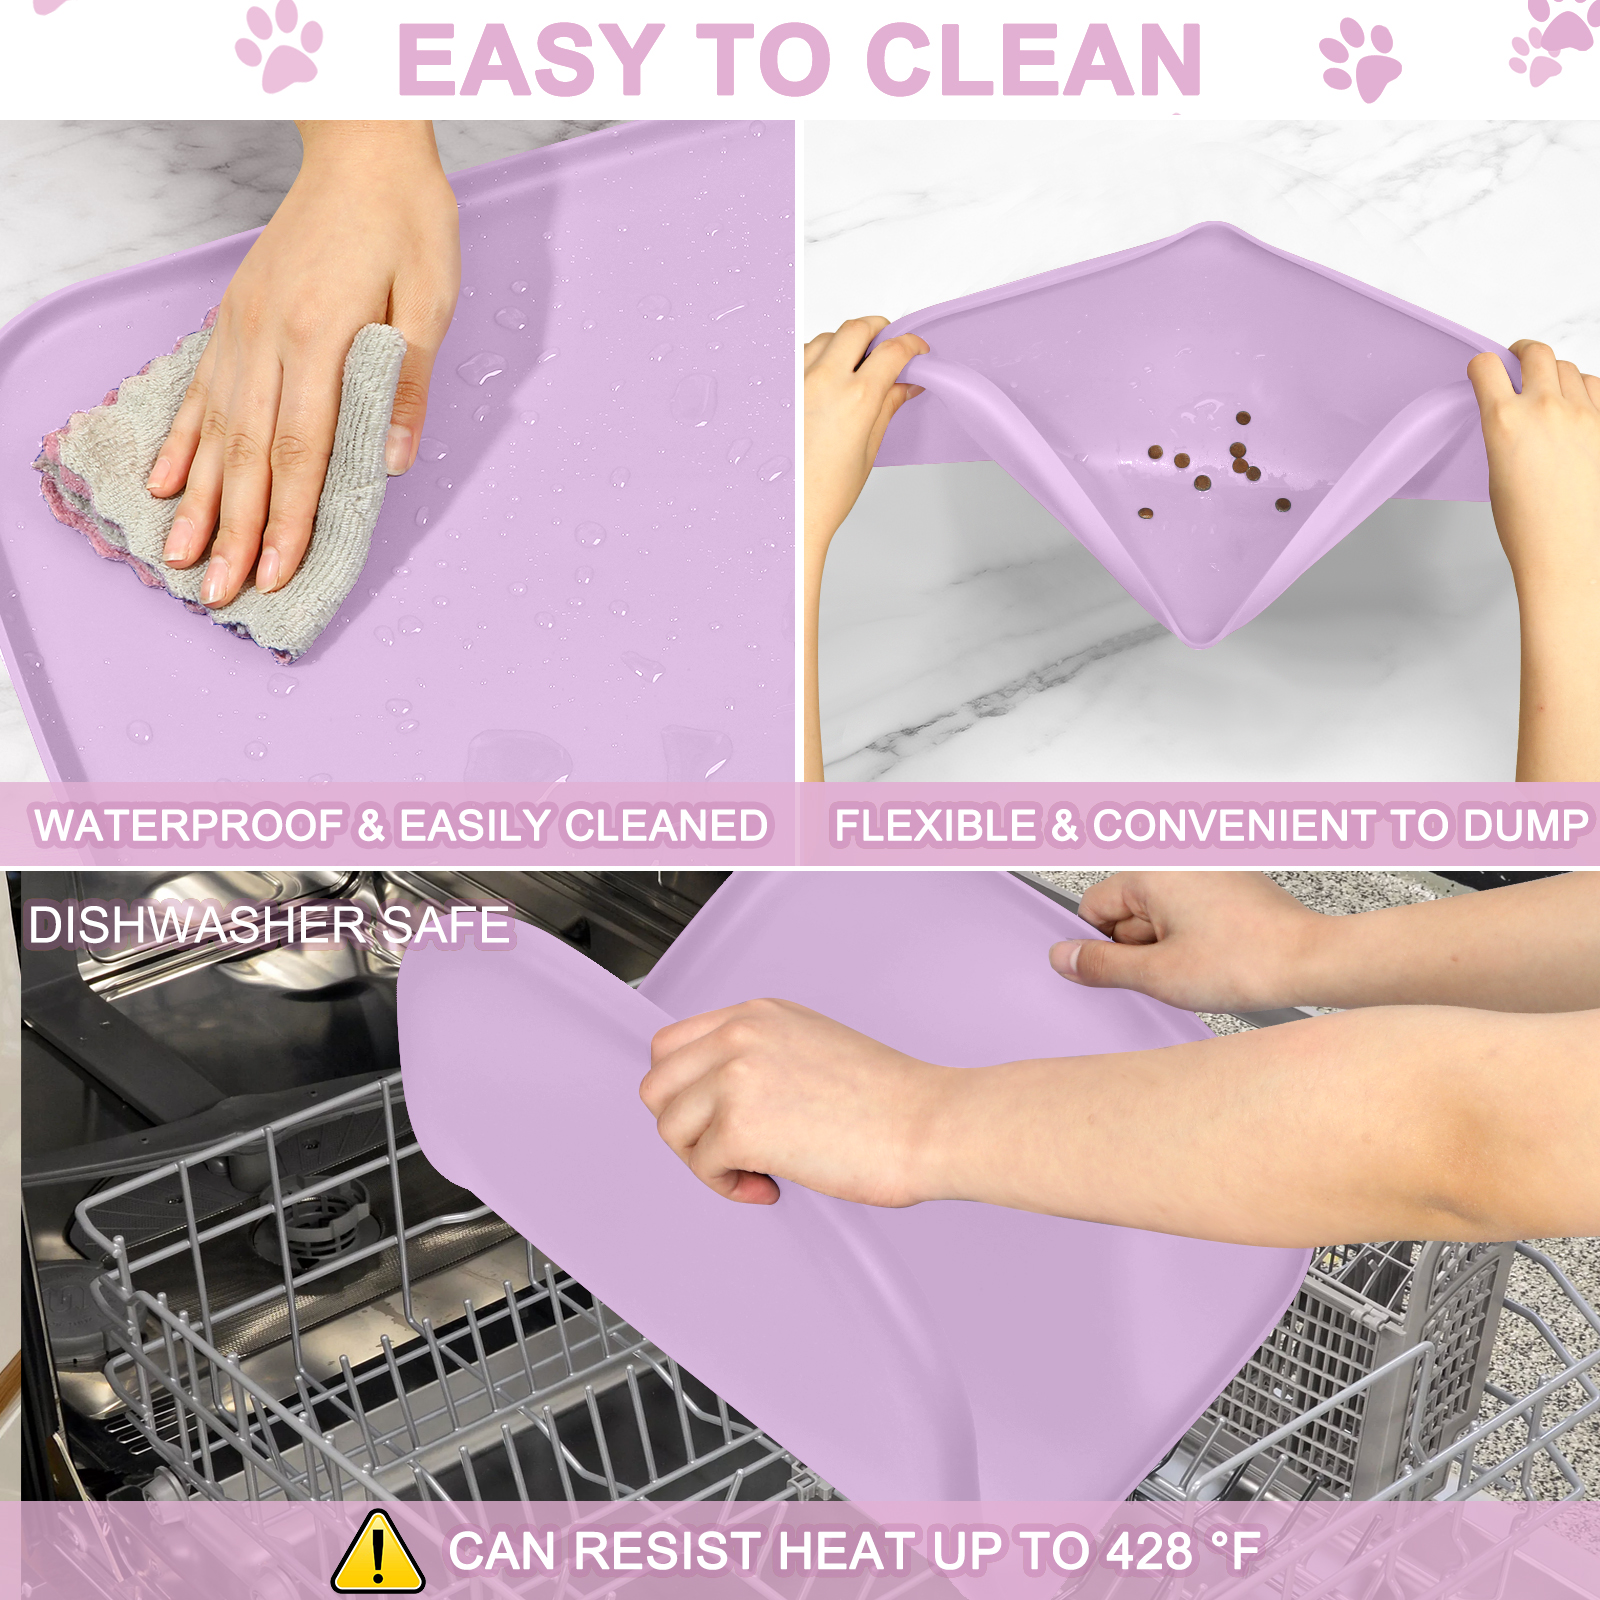 EASY TO CLEAN
WATERPROOF & EASILY CLEANED
FLEXIBLE & CONVENIENT TO DUMP
DISHWASHER SAFE
CAN RESIST HEAT UP TO 428 °F